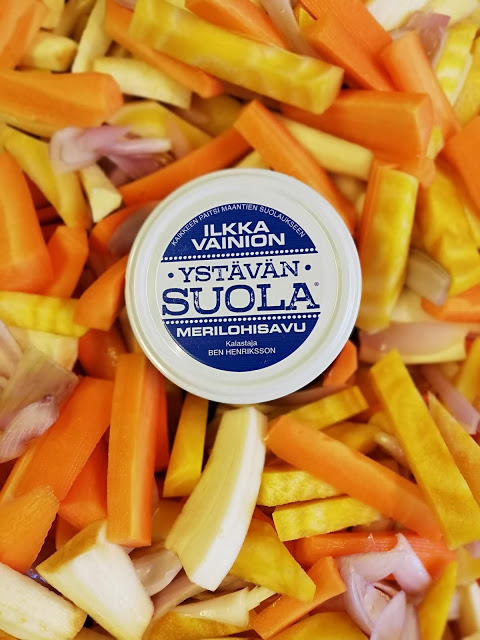 KAIKKEEN PAITSI MAANTIEN SUOLAUKSEEN
ILKKA
VAINION
·YSTÄVÄN·
SUOLA®
MERILOHISAVU
Kalastaja
BEN HENRIKSSON